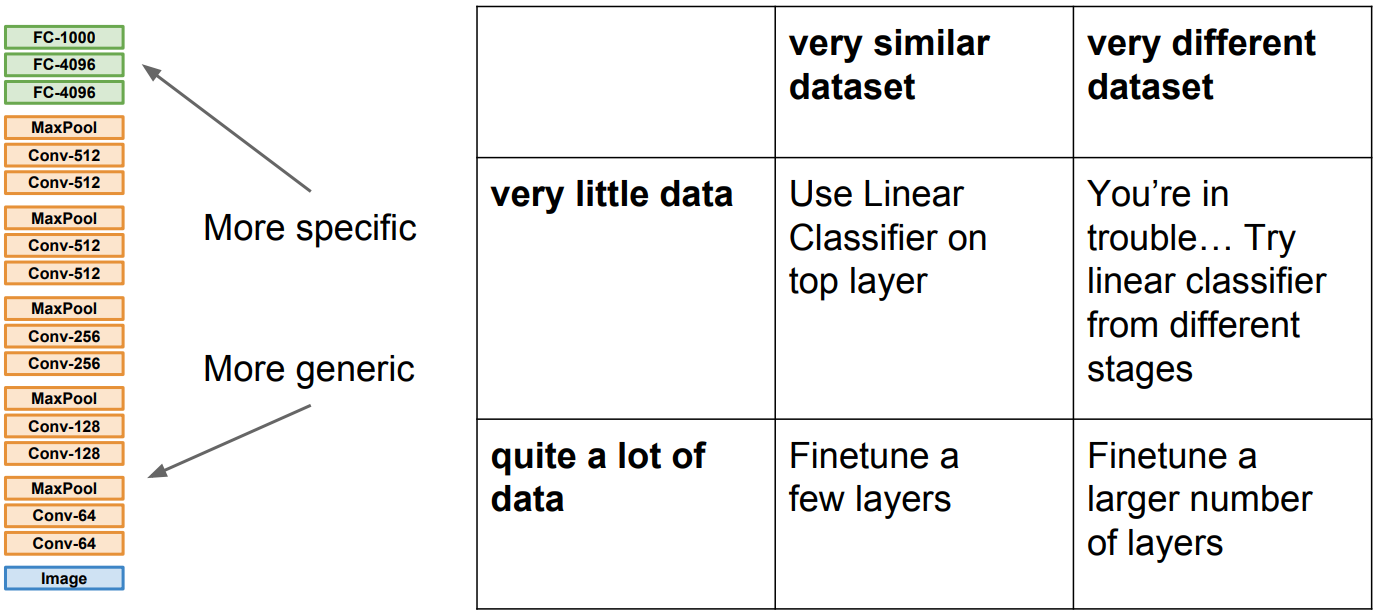 FC-1000
FC-4096
FC-4096
MaxPool
Conv-512
Conv-512
MaxPool
Conv-512
Conv-512
MaxPool
Conv-256
Conv-256
MaxPool
Conv-128
Conv-128
MaxPool
Conv-64
Conv-64
Image
More specific
More generic
very similar
dataset
very different
dataset
very little data
Use Linear
Classifier on
top layer
You’re in
trouble… Try
linear classifier
from different
stages
quite a lot of
data
Finetune a
few layers
Finetune a
larger number
of layers